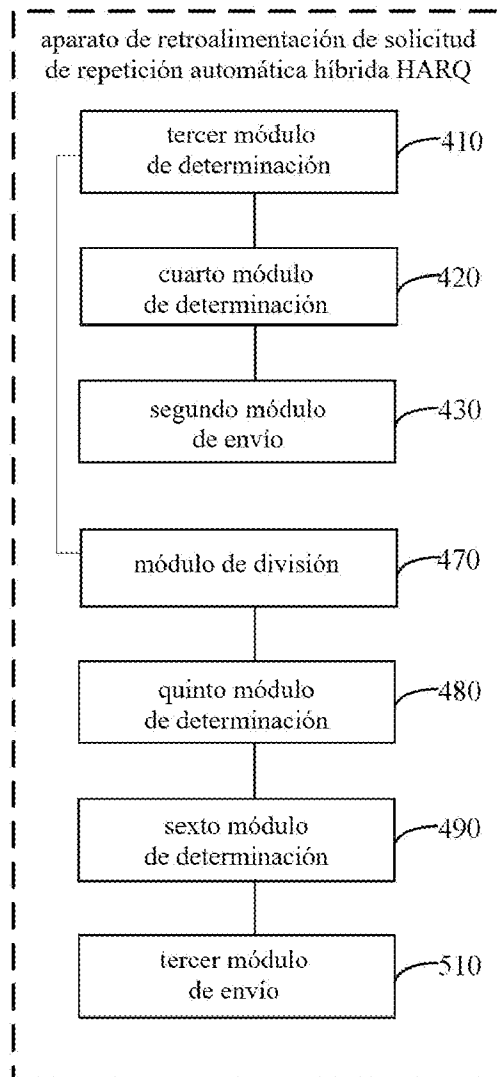 aparato de retroalimentación de solicitud
de repetición automática híbrida HARQ
tercer módulo
de determinación
410
cuarto módulo
de determinación
420
segundo módulo
de envío
430
módulo de división
470
quinto módulo
de determinación
480
sexto módulo
de determinación
490
tercer módulo
de envío
510